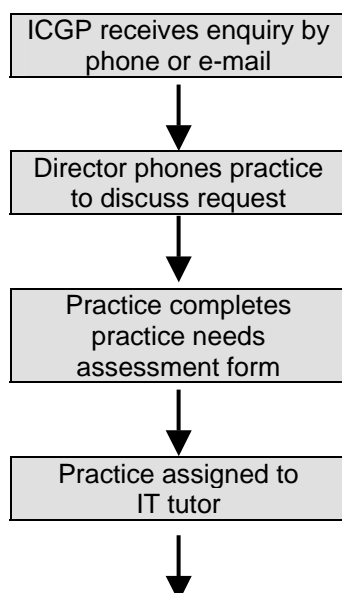 ICGP receives enquiry by
phone or e-mail
Director phones practice
to discuss request
Practice completes
practice needs
assessment form
Practice assigned to
IT tutor